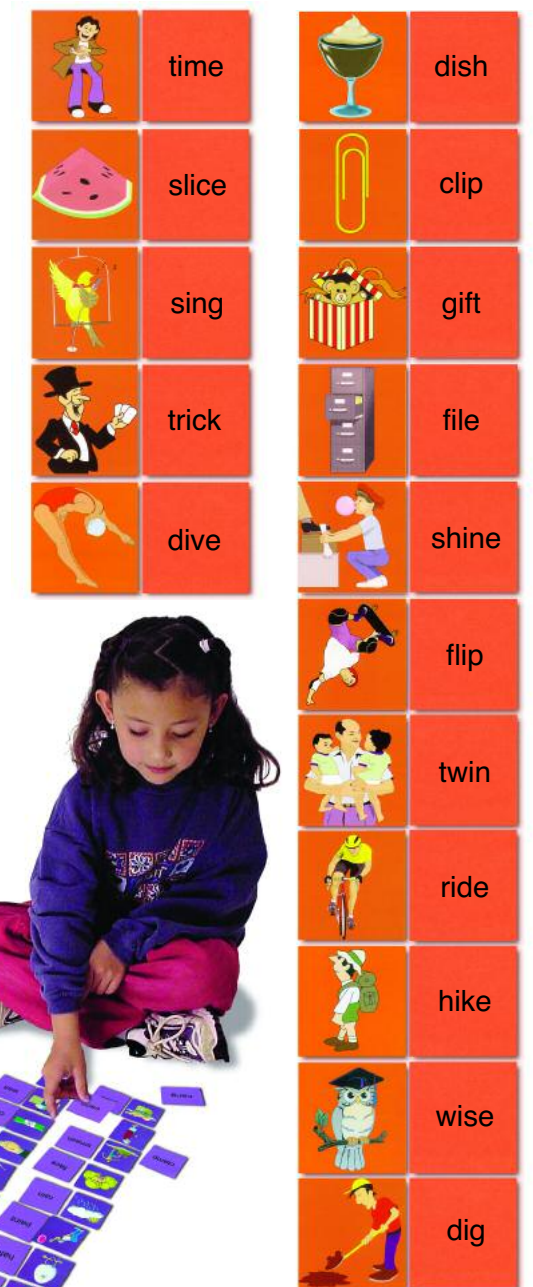 time
slice
sing
trick
dive
dish
clip
gift
file
shine
flip
twin
ride
hike
wise
dig